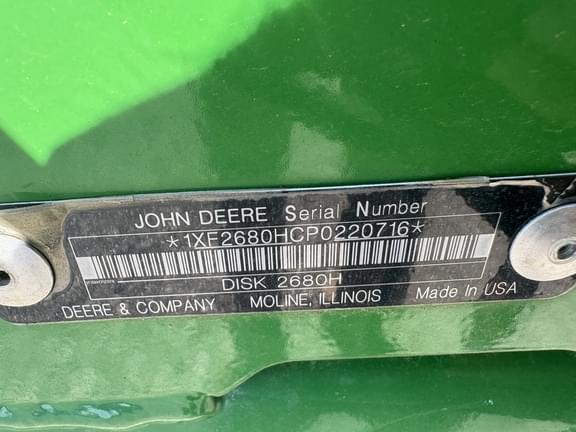 JOHN DEERE Serial Number
*1XF2680HCP0220716*
DISK 2680H
DEERE & COMPANY MOLINE, ILLINOIS Made In USA